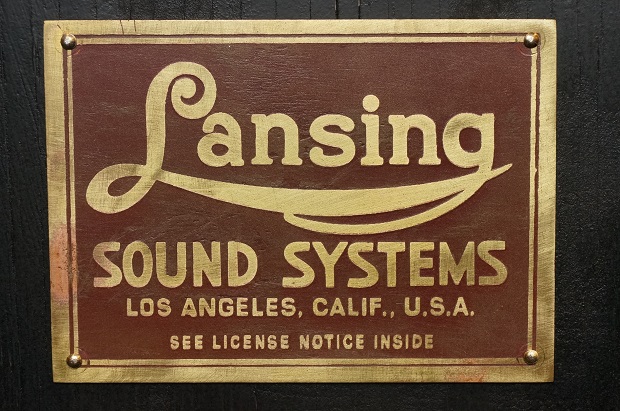 Lansing
SOUND SYSTEMS
LOS ANGELES, CALIF., U.S.A.
SEE LICENSE NOTICE INSIDE